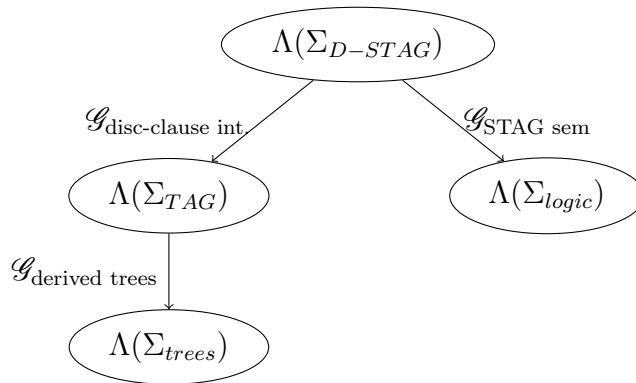 Λ(Σ_{D−STAG})
𝒢_{disc-clause int.} 𝒢_{STAG sem}
Λ(Σ_{TAG}) Λ(Σ_{logic})
𝒢_{derived trees}
Λ(Σ_{trees})